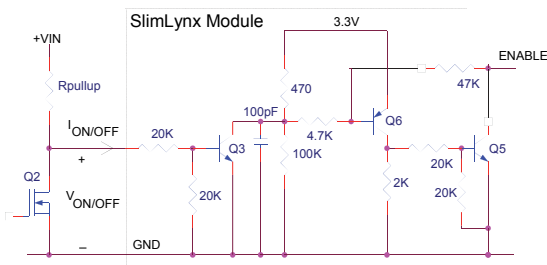 SlimLynx Module
+VIN
3.3V
ENABLE
Rpullup
470
47K
I ON/OFF
100pF
Q6
20K
4.7K
+
Q3
100K
20K
Q5
Q2
V ON/OFF
20K
2K
20K
–
GND